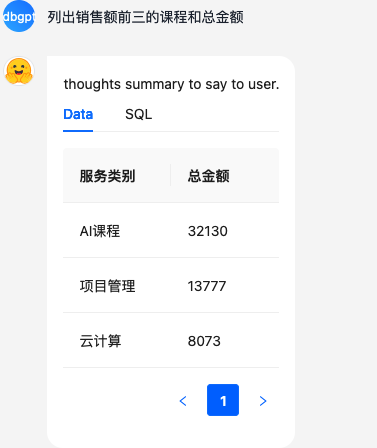 dbgpt 列出销售额前三的课程和总金额
thoughts summary to say to user.
Data SQL
服务类别 总金额
AI课程 32130
项目管理 13777
云计算 8073
1